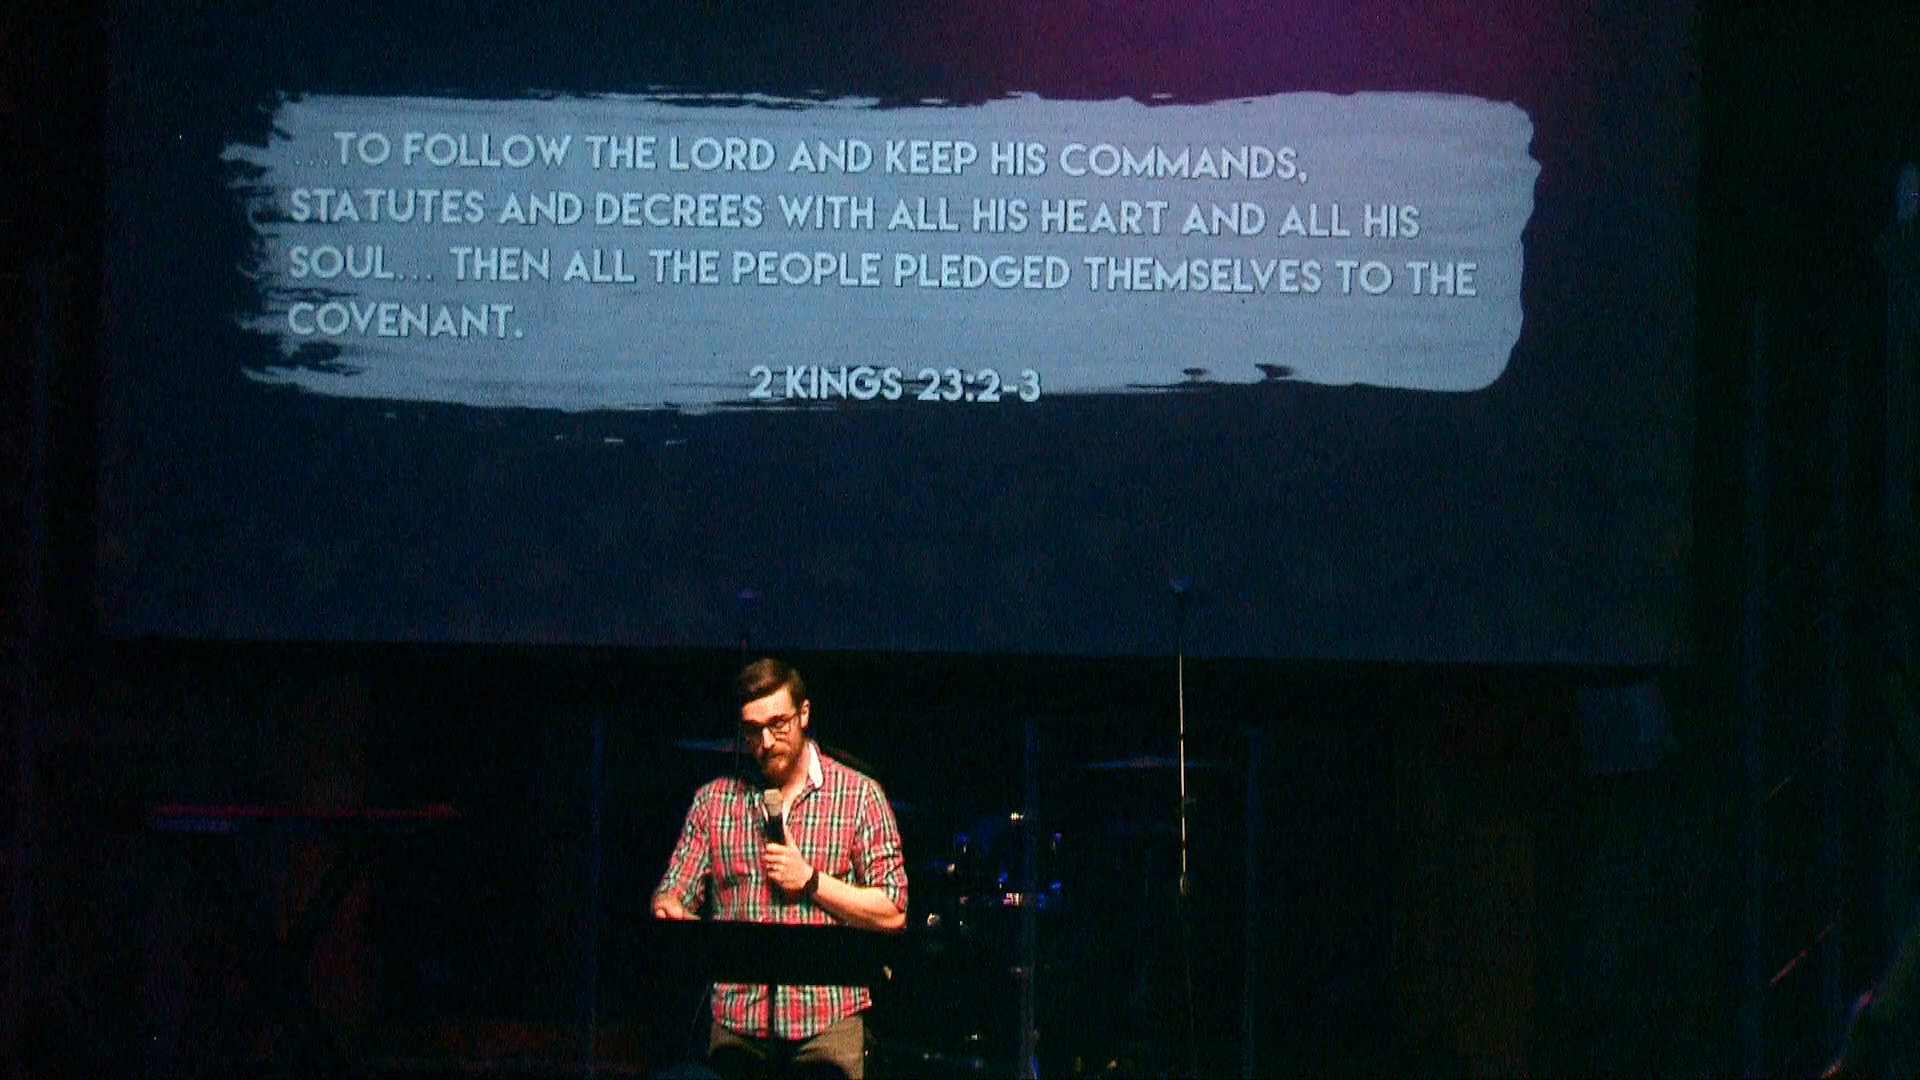 ...TO FOLLOW THE LORD AND KEEP HIS COMMANDS,
STATUTES AND DECREES WITH ALL HIS HEART AND ALL HIS
SOUL... THEN ALL THE PEOPLE PLEDGED THEMSELVES TO THE
COVENANT.
2 KINGS 23:2-3